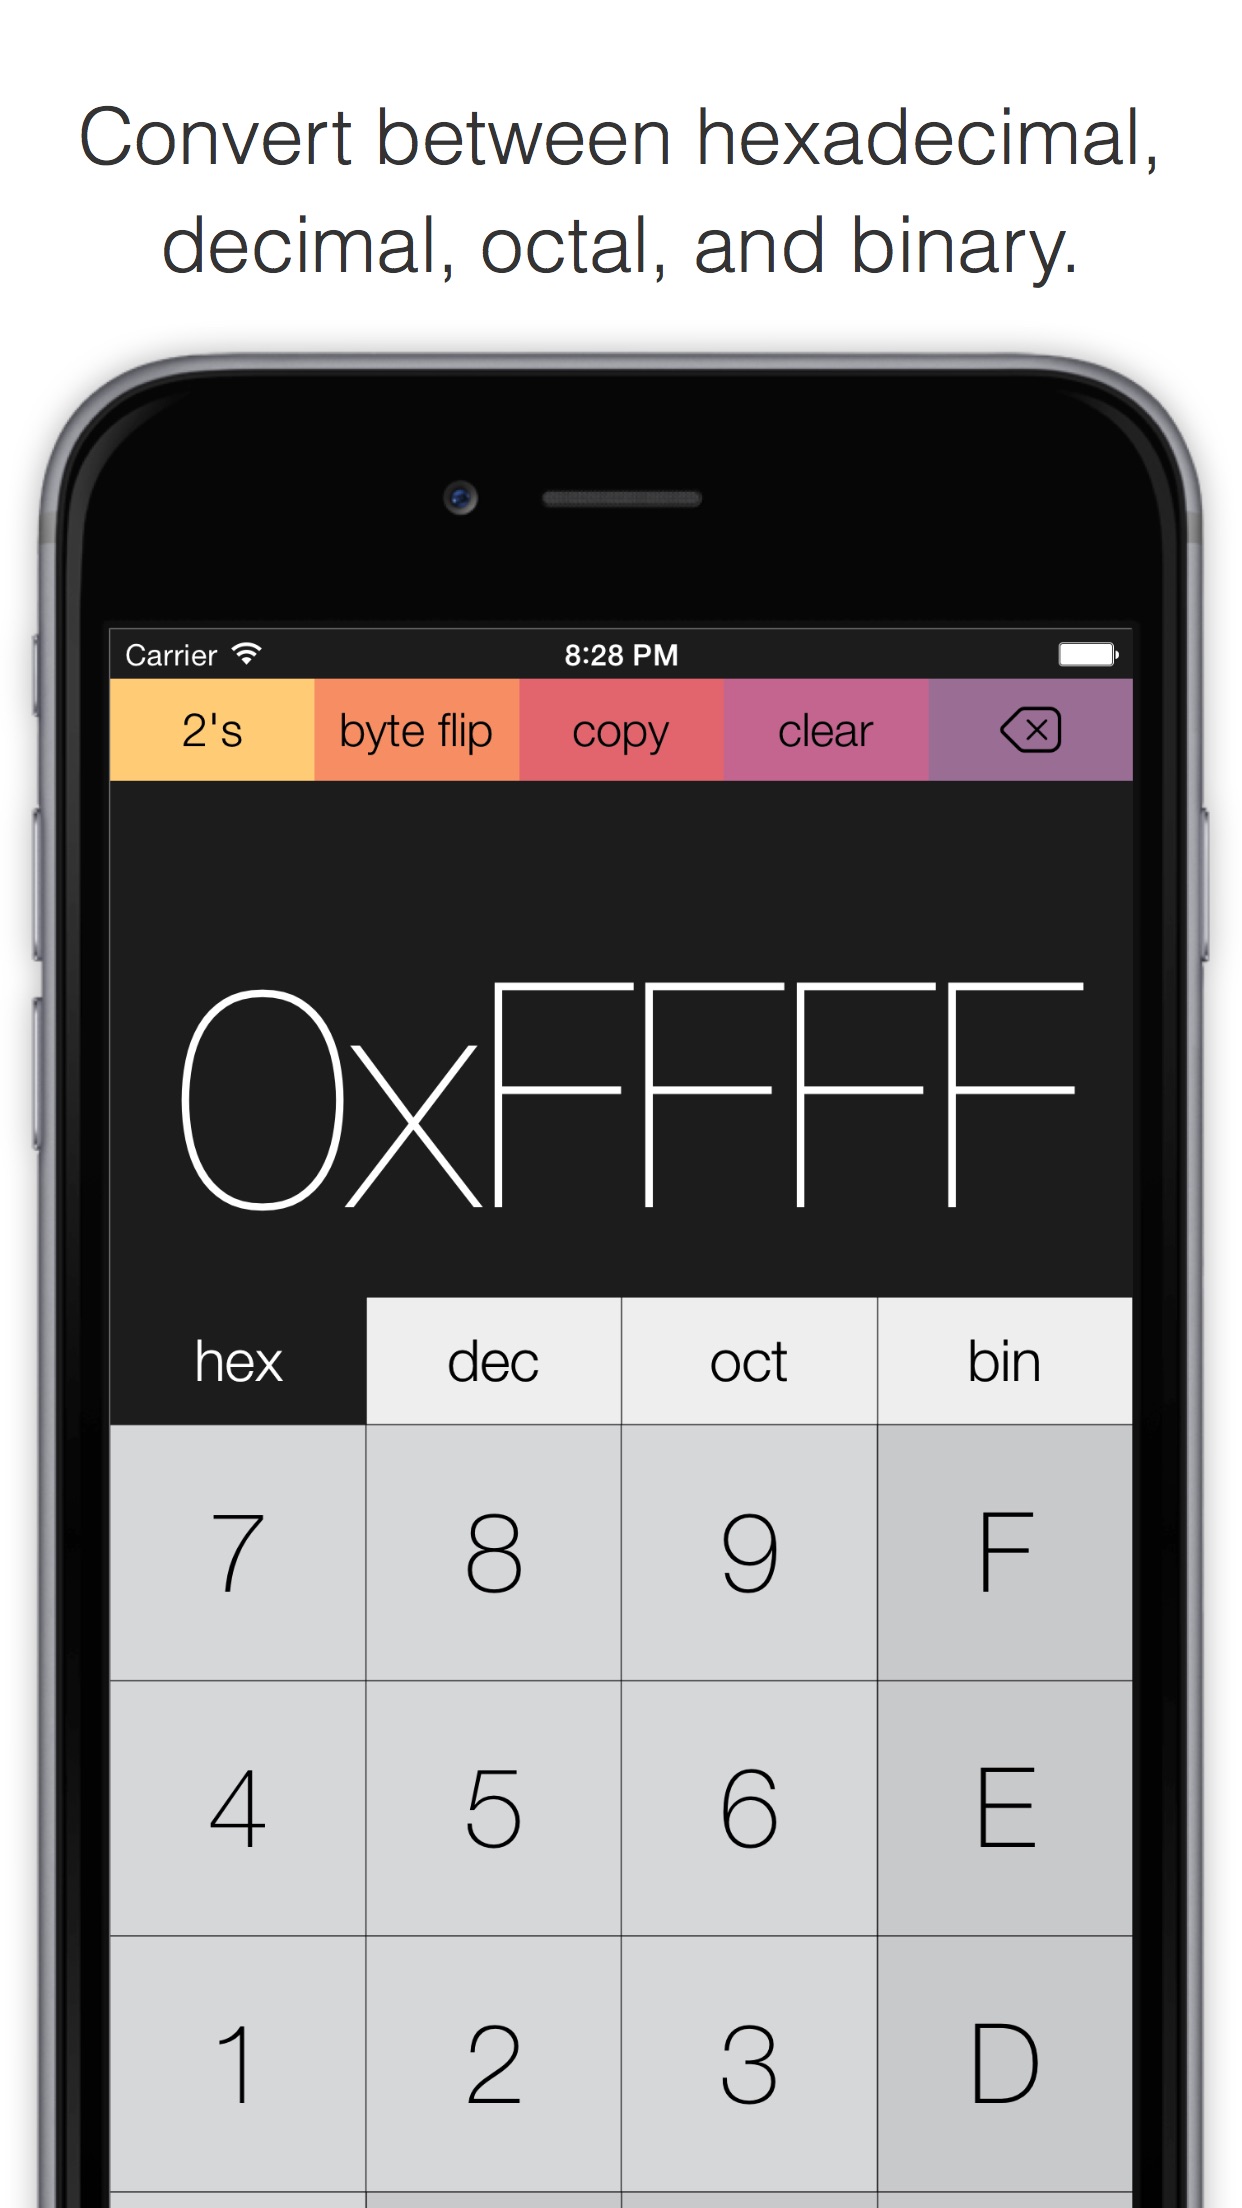 Convert between hexadecimal,
decimal, octal, and binary.
Carrier 8:28 PM
2's byte flip copy clear
0xFFFF
hex dec oct bin
7 8 9 F
4 5 6 E
1 2 3 D